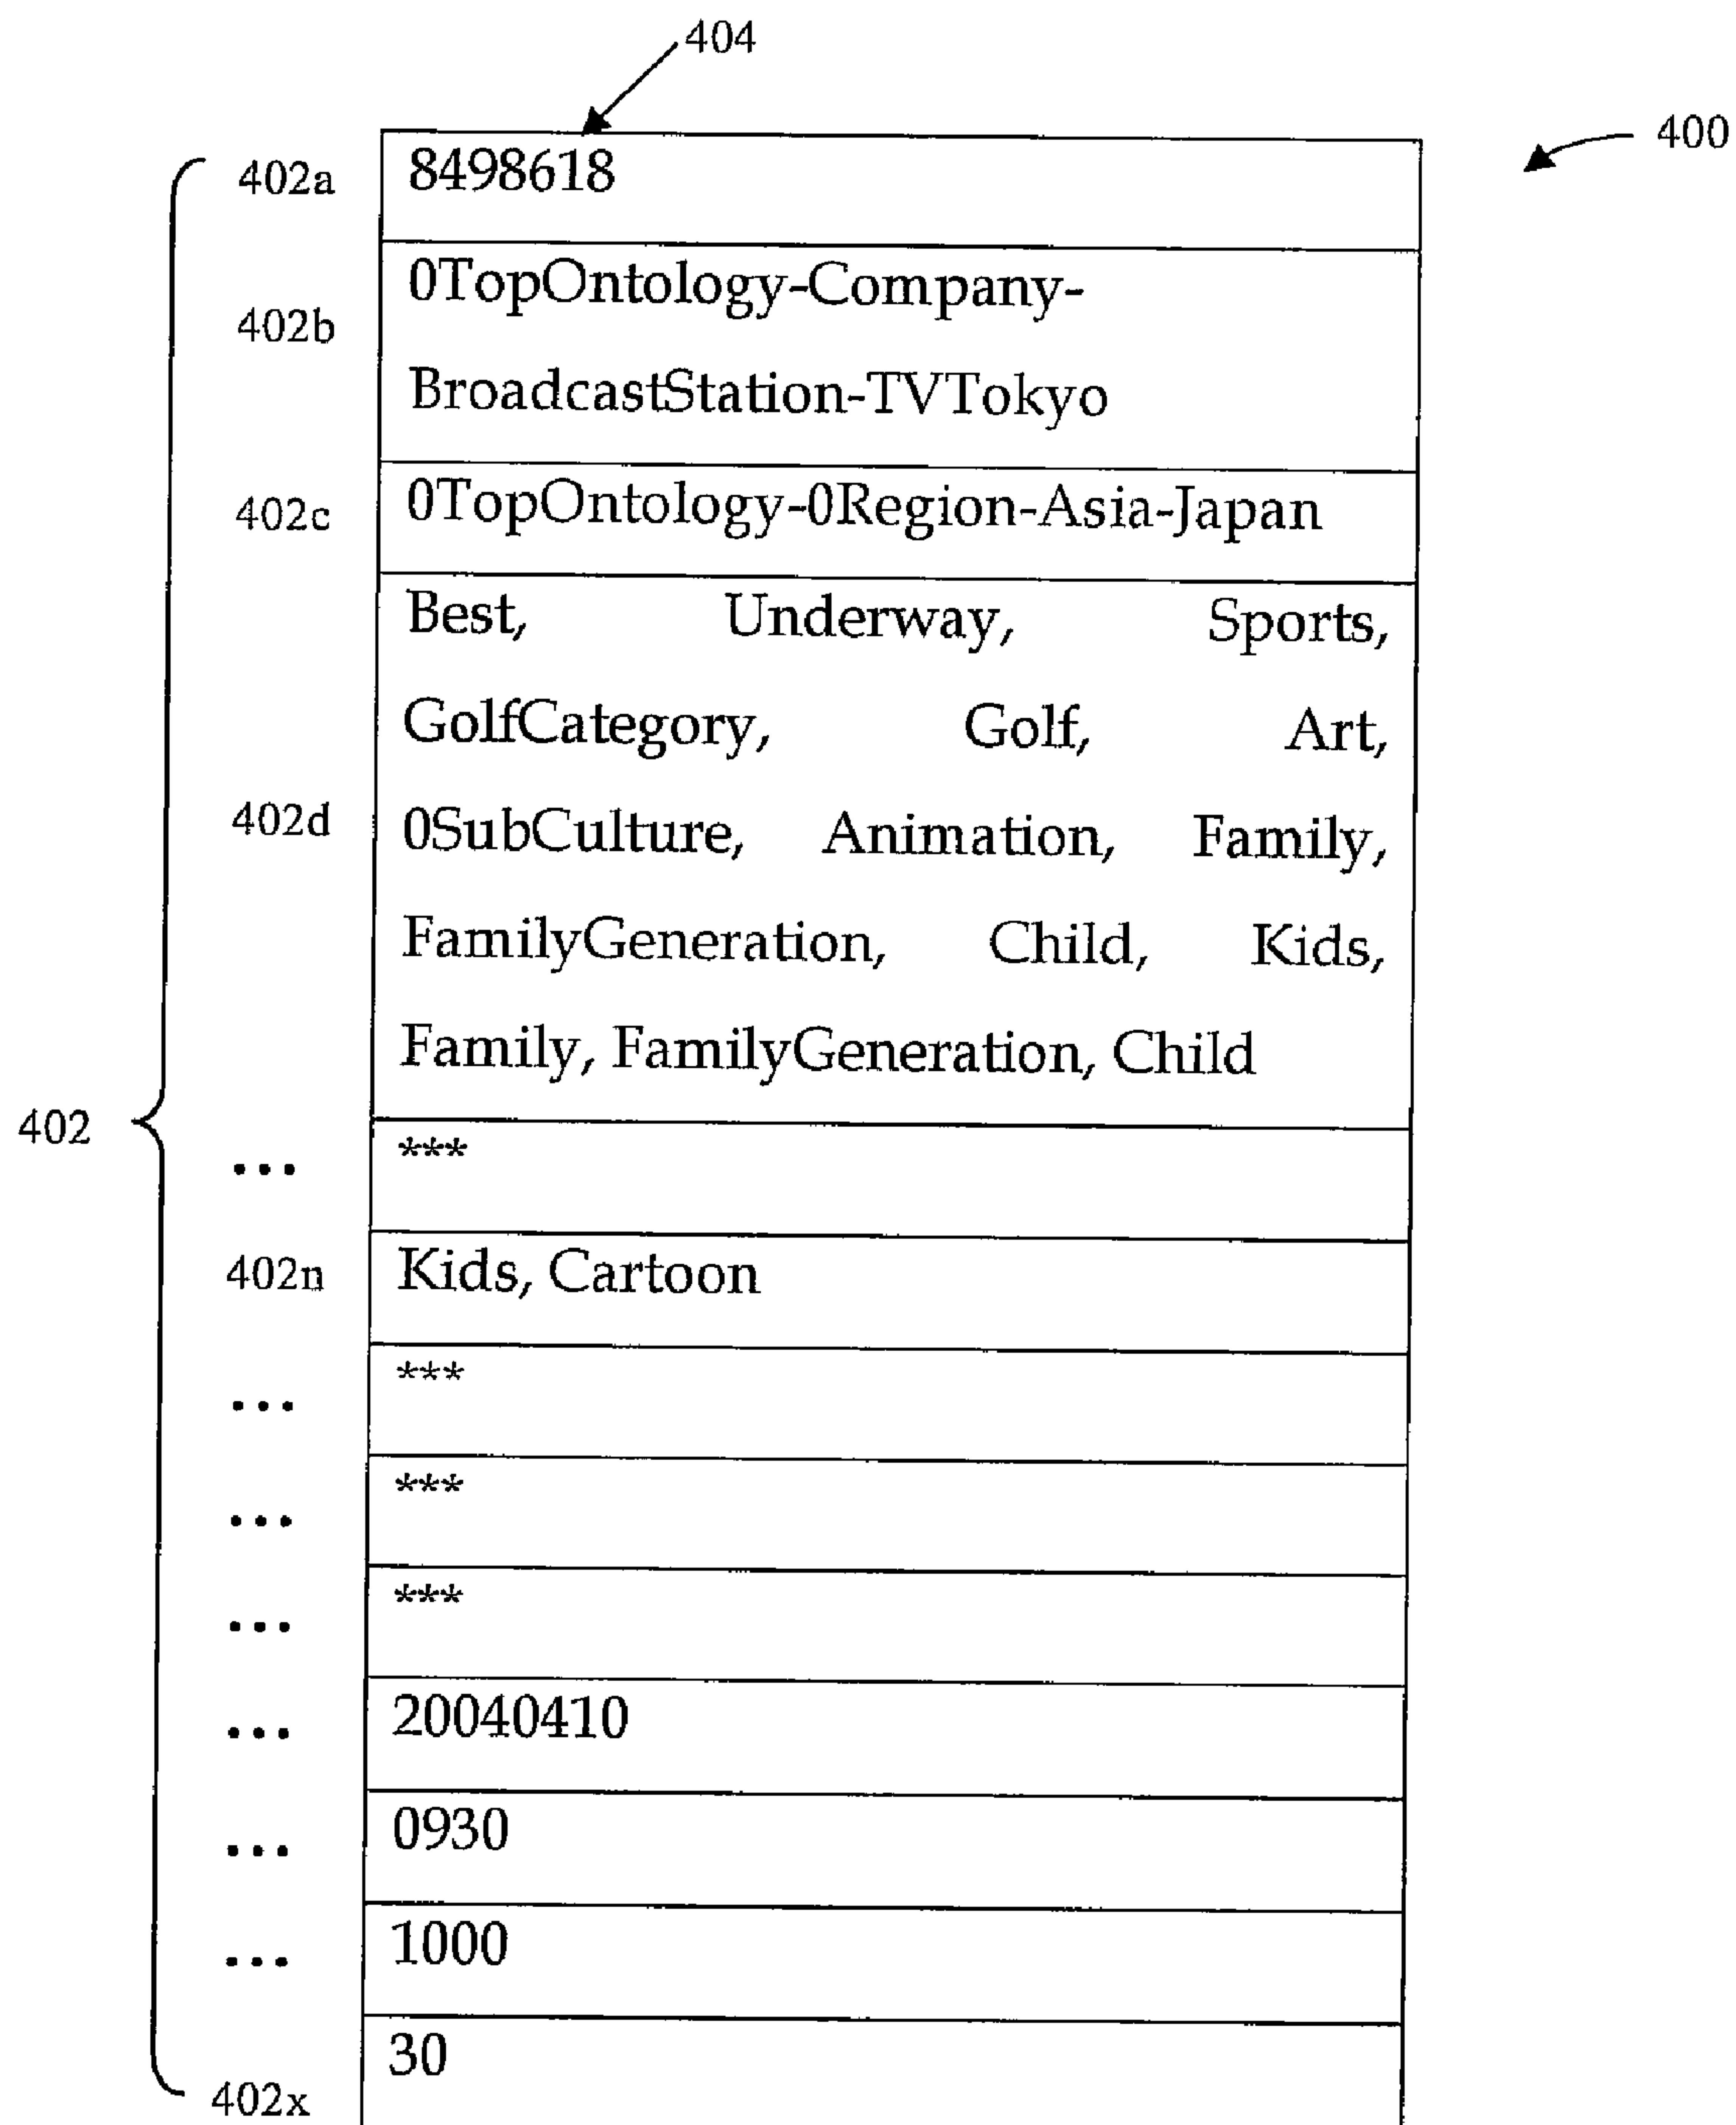 404
400
402a 8498618
402b 0TopOntology-Company-
BroadcastStation-TVTokyo
402c 0TopOntology-0Region-Asia-Japan
Best, Underway, Sports,
GolfCategory, Golf, Art,
402d 0SubCulture, Animation, Family,
FamilyGeneration, Child, Kids,
Family, FamilyGeneration, Child
402
... ***
402n Kids, Cartoon
... ***
... ***
... ***
... 20040410
... 0930
... 1000
402x 30